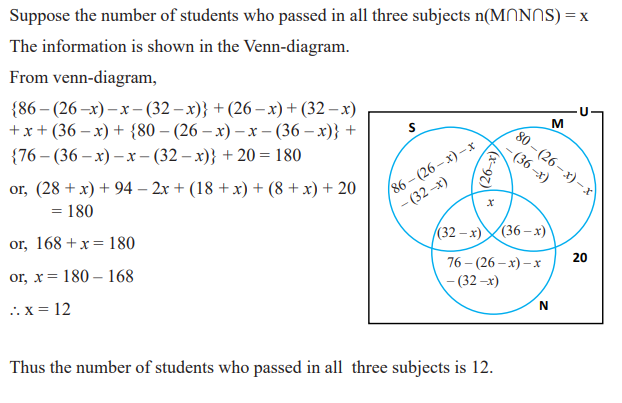 Suppose the number of students who passed in all three subjects n(M∩N∩S) = x
The information is shown in the Venn-diagram.
From venn-diagram,
{86 – (26 –x) – x – (32 – x)} + (26 – x) + (32 – x)
+ x + (36 – x) + {80 – (26 – x) – x – (36 – x)} +
{76 – (36 – x) – x – (32 – x)} + 20 = 180
or, (28 + x) + 94 – 2x + (18 + x) + (8 + x) + 20
= 180
or, 168 + x = 180
or, x = 180 – 168
∴ x = 12
U
S
M
86 – (26 – x) – x
– (32 –x)
(26–x)
80 – (26 – x) – x
– (36 –x)
x
(32 – x)
(36 – x)
76 – (26 – x) – x
– (32 –x)
20
N
Thus the number of students who passed in all three subjects is 12.